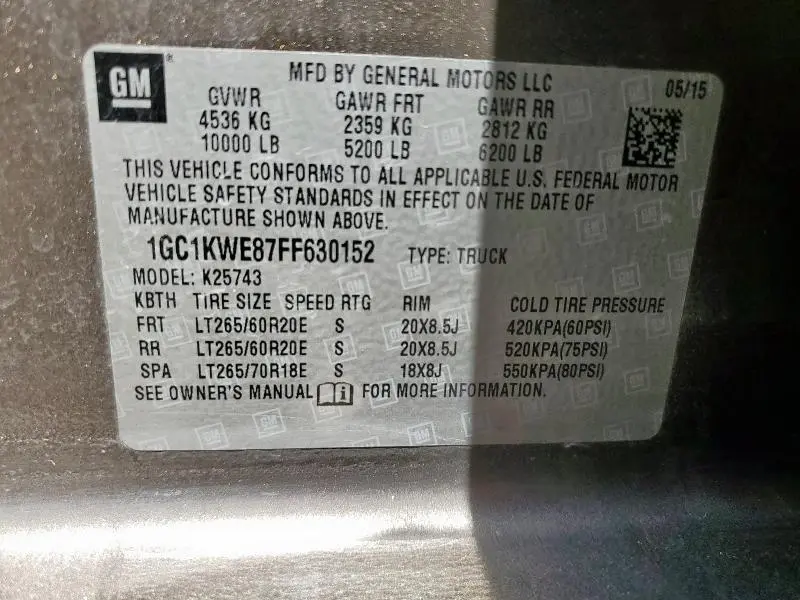 GM® MFD BY GENERAL MOTORS LLC 05/15
GVWR GAWR FRT GAWR RR
4536 KG 2359 KG 2812 KG
10000 LB 5200 LB 6200 LB
THIS VEHICLE CONFORMS TO ALL APPLICABLE U.S. FEDERAL MOTOR
VEHICLE SAFETY STANDARDS IN EFFECT ON THE DATE OF
MANUFACTURE SHOWN ABOVE.
1GC1KWE87FF630152 TYPE: TRUCK
MODEL: K25743
KBTH TIRE SIZE SPEED RTG RIM COLD TIRE PRESSURE
FRT LT265/60R20E S 20X8.5J 420KPA(60PSI)
RR LT265/60R20E S 20X8.5J 520KPA(75PSI)
SPA LT265/70R18E S 18X8J 550KPA(80PSI)
SEE OWNER'S MANUAL i FOR MORE INFORMATION.